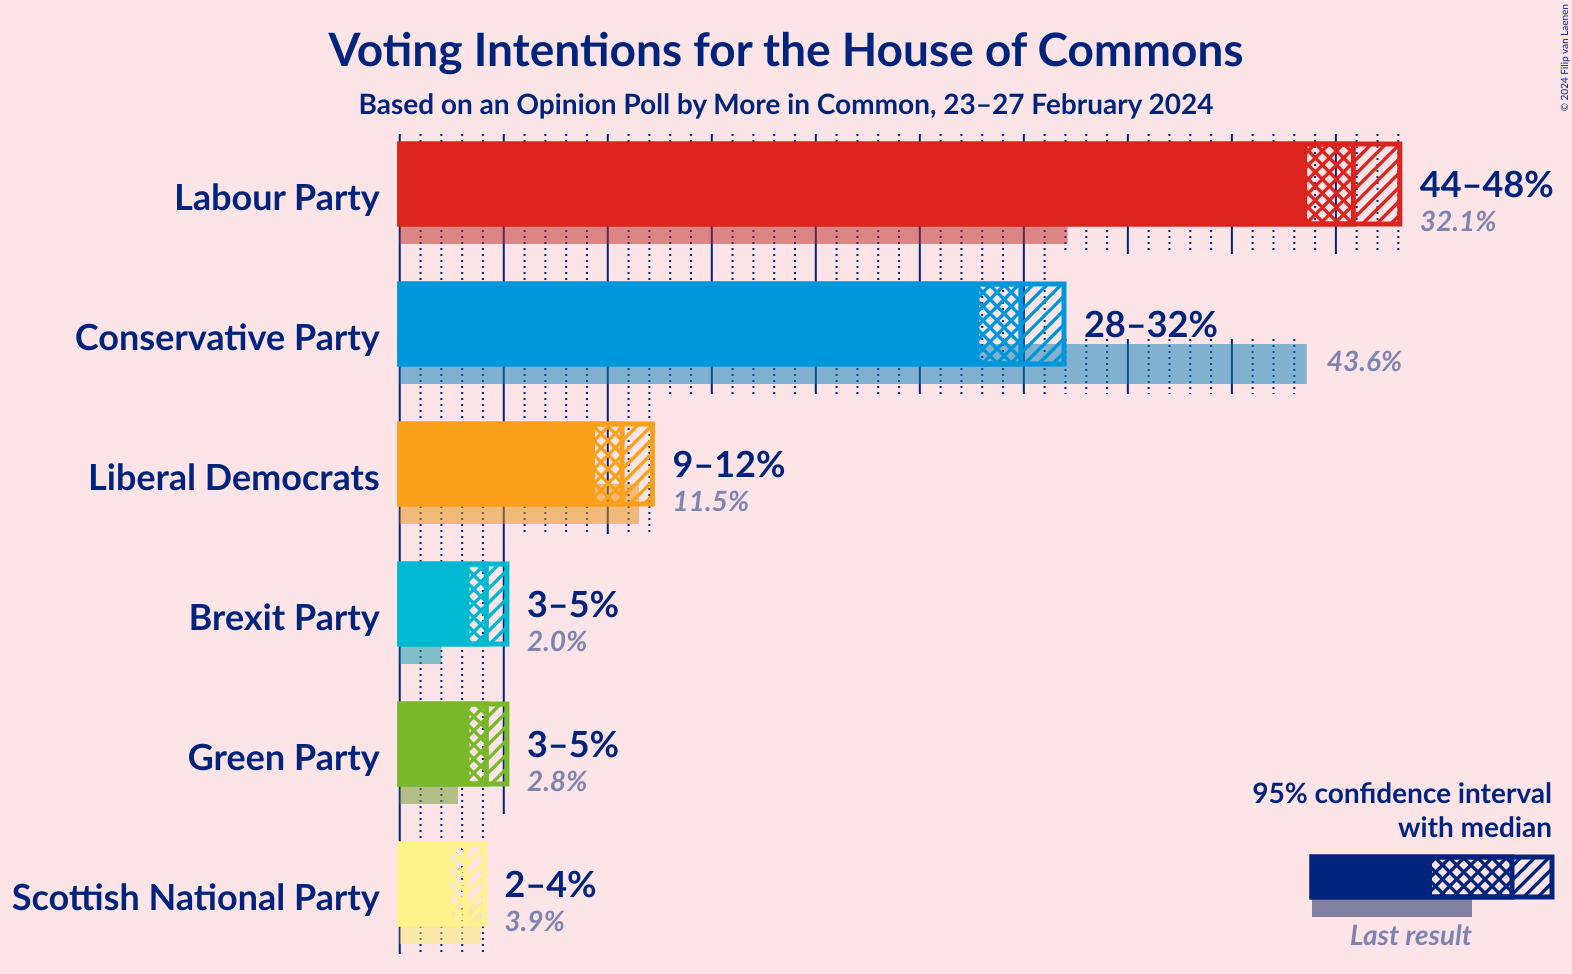 Voting Intentions for the House of Commons
Based on an Opinion Poll by More in Common, 23–27 February 2024
© 2024 Filip van Laenen
Labour Party
44–48%
32.1%
Conservative Party
28–32%
43.6%
Liberal Democrats
9–12%
11.5%
Brexit Party
3–5%
2.0%
Green Party
3–5%
2.8%
Scottish National Party
2–4%
3.9%
95% confidence interval
with median
Last result